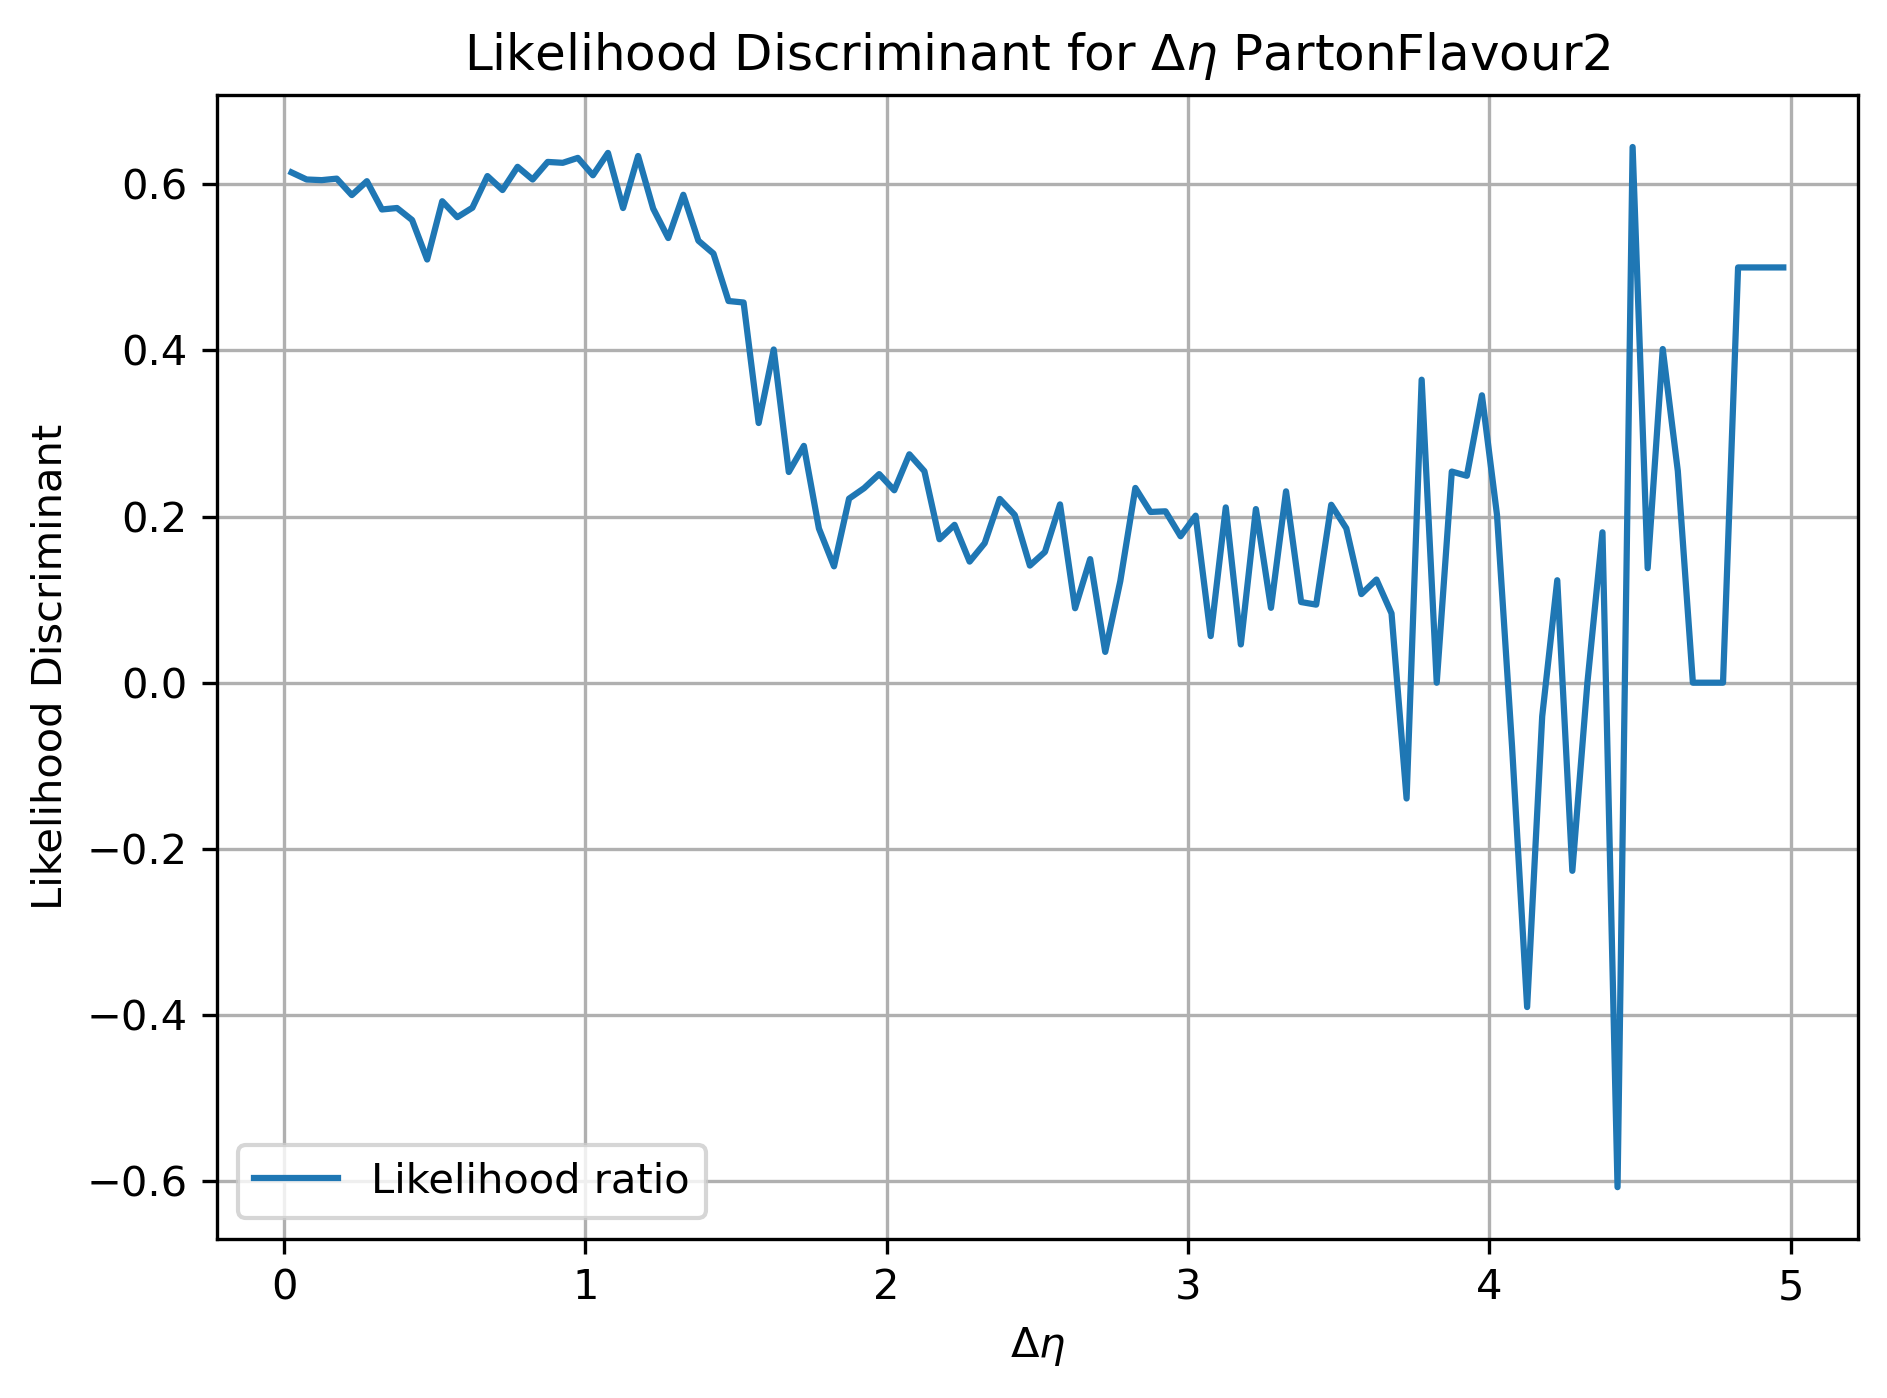 Likelihood Discriminant for Δη PartonFlavour2
Likelihood Discriminant
0.6
0.4
0.2
0.0
−0.2
−0.4
−0.6
Likelihood ratio
0 1 2 3 4 5
Δη